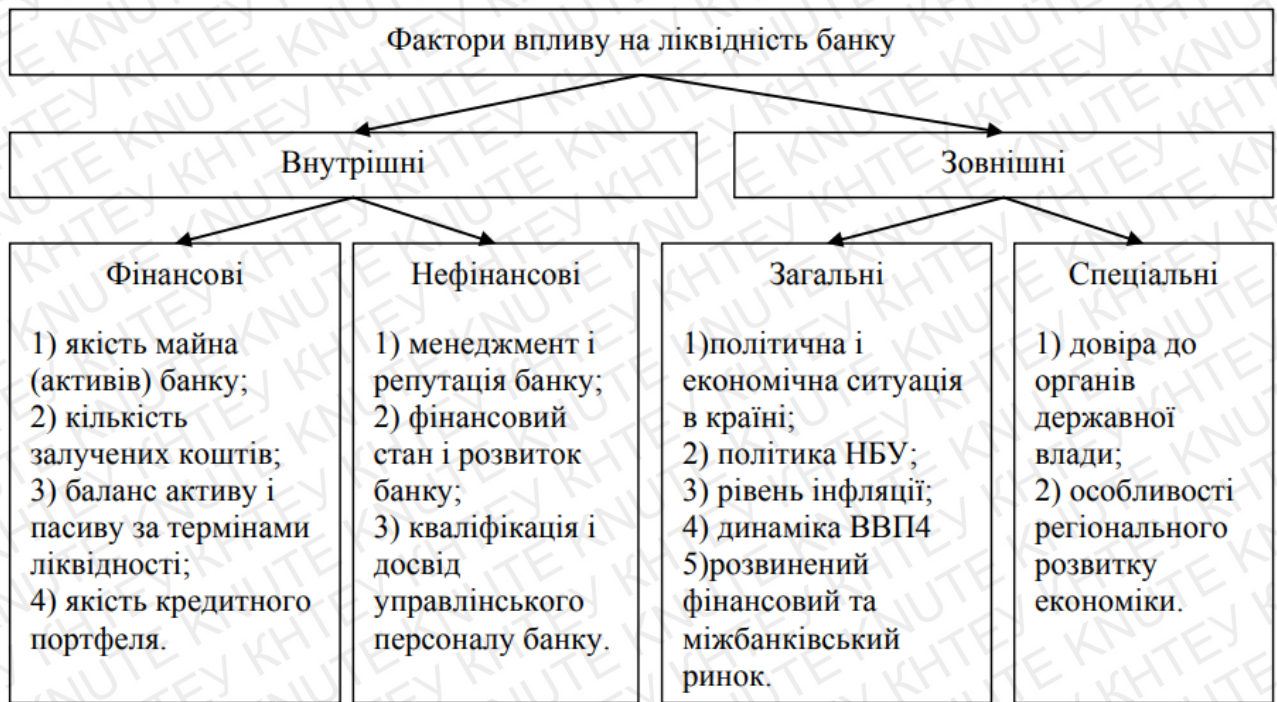 Фактори впливу на ліквідність банку
Внутрішні
Зовнішні
Фінансові
1) якість майна
(активів) банку;
2) кількість
залучених коштів;
3) баланс активу і
пасиву за термінами
ліквідності;
4) якість кредитного
портфеля.
Нефінансові
1) менеджмент і
репутація банку;
2) фінансовий
стан і розвиток
банку;
3) кваліфікація і
досвід
управлінського
персоналу банку.
Загальні
1)політична і
економічна ситуація
в країні;
2) політика НБУ;
3) рівень інфляції;
4) динаміка ВВП4
5)розвинений
фінансовий та
міжбанківський
ринок.
Спеціальні
1) довіра до
органів
державної
влади;
2) особливості
регіонального
розвитку
економіки.